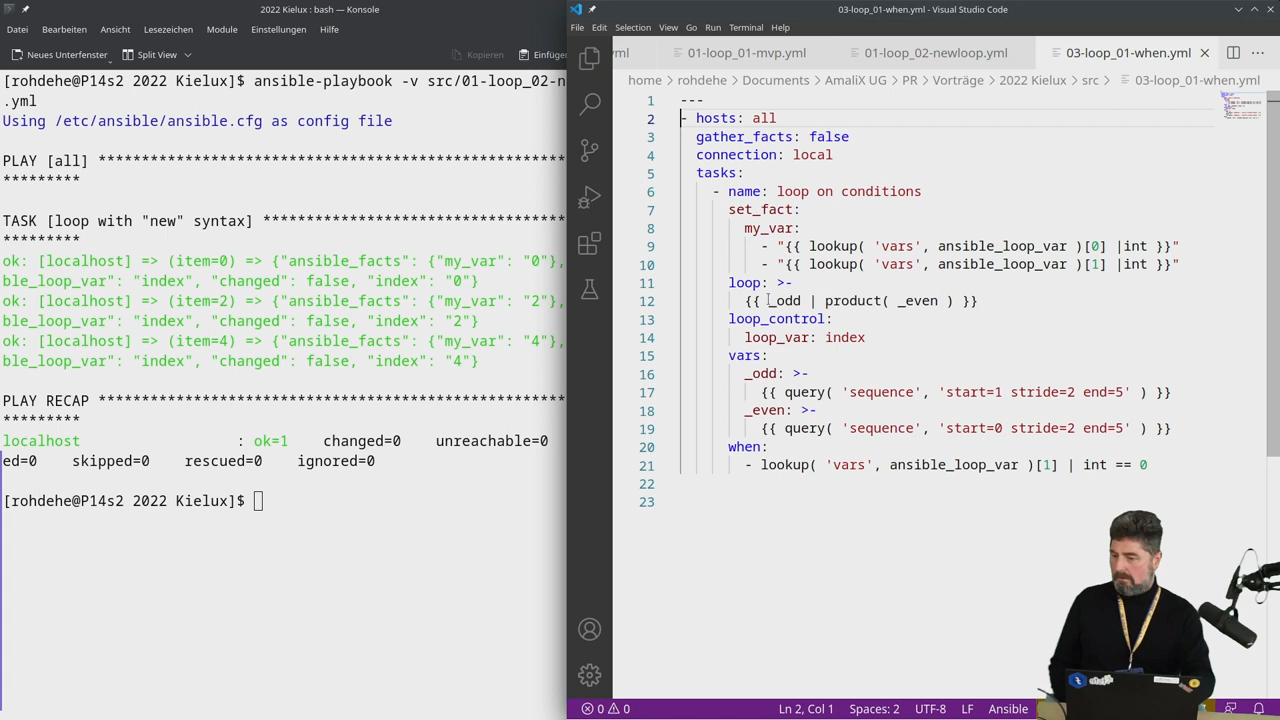 2022 Kielux : bash — Konsole
Datei Bearbeiten Ansicht Lesezeichen Module Einstellungen Hilfe
Neues Unterfenster Split View Kopieren Einfüger
[rohdehe@P14s2 2022 Kielux]$ ansible-playbook -v src/01-loop_02-n
.yml
Using /etc/ansible/ansible.cfg as config file
PLAY [all] *********************************************************
*********
TASK [loop with "new" syntax] **************************************
*********
ok: [localhost] => (item=0) => {"ansible_facts": {"my_var": "0"},
ble_loop_var": "index", "changed": false, "index": "0"}
ok: [localhost] => (item=2) => {"ansible_facts": {"my_var": "2"},
ble_loop_var": "index", "changed": false, "index": "2"}
ok: [localhost] => (item=4) => {"ansible_facts": {"my_var": "4"},
ble_loop_var": "index", "changed": false, "index": "4"}
PLAY RECAP *********************************************************
*********
localhost : ok=1 changed=0 unreachable=0
ed=0 skipped=0 rescued=0 ignored=0
[rohdehe@P14s2 2022 Kielux]$
03-loop_01-when.yml - Visual Studio Code
File Edit Selection View Go Run Terminal Help
yml 01-loop_01-mvp.yml 01-loop_02-newloop.yml 03-loop_01-when.yml
home > rohdehe > Documents > AmaliX UG > PR > Vorträge > 2022 Kielux > src > 03-loop_01-when.yml
1 ---
2 - hosts: all
3 gather_facts: false
4 connection: local
5 tasks:
6 - name: loop on conditions
7 set_fact:
8 my_var:
9 - "{{ lookup( 'vars', ansible_loop_var )[0] |int }}"
10 - "{{ lookup( 'vars', ansible_loop_var )[1] |int }}"
11 loop: >-
12 {{ _odd | product( _even ) }}
13 loop_control:
14 loop_var: index
15 vars:
16 _odd: >-
17 {{ query( 'sequence', 'start=1 stride=2 end=5' ) }}
18 _even: >-
19 {{ query( 'sequence', 'start=0 stride=2 end=5' ) }}
20 when:
21 - lookup( 'vars', ansible_loop_var )[1] | int == 0
22
23
0 0 Ln 2, Col 1 Spaces: 2 UTF-8 LF Ansible